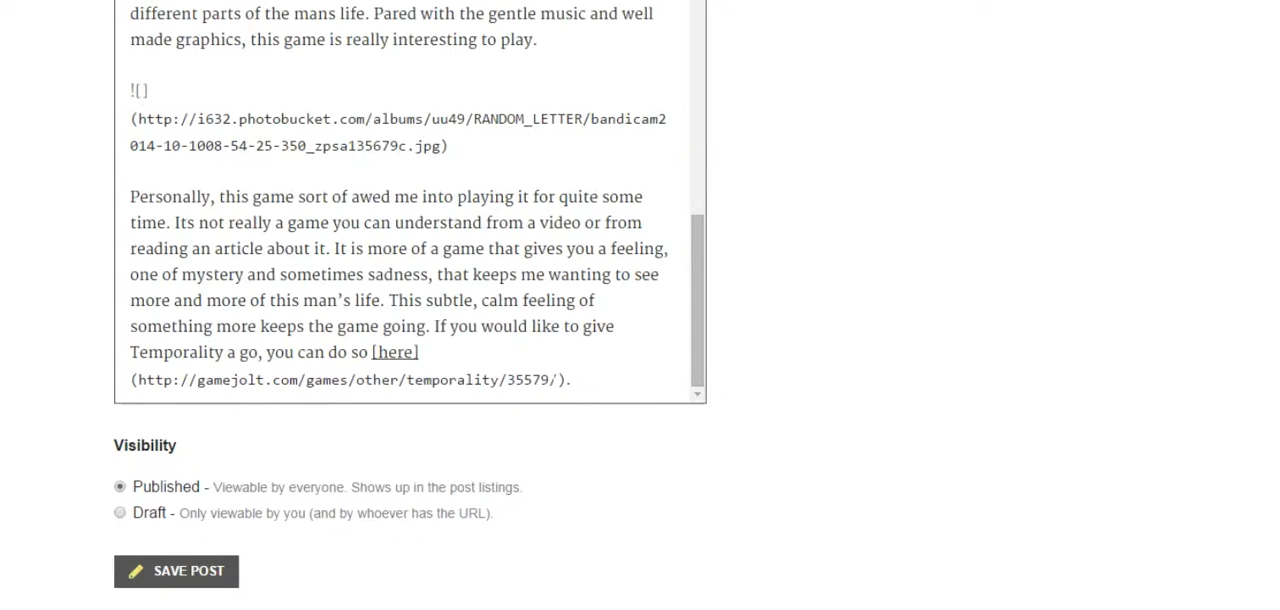 different parts of the mans life. Pared with the gentle music and well
made graphics, this game is really interesting to play.
![]
(http://i632.photobucket.com/albums/uu49/RANDOM_LETTER/bandicam2
014-10-1008-54-25-350_zpsa135679c.jpg)
Personally, this game sort of awed me into playing it for quite some
time. Its not really a game you can understand from a video or from
reading an article about it. It is more of a game that gives you a feeling,
one of mystery and sometimes sadness, that keeps me wanting to see
more and more of this man’s life. This subtle, calm feeling of
something more keeps the game going. If you would like to give
Temporality a go, you can do so [here]
(http://gamejolt.com/games/other/temporality/35579/).
Visibility
Published - Viewable by everyone. Shows up in the post listings.
Draft - Only viewable by you (and by whoever has the URL).
SAVE POST